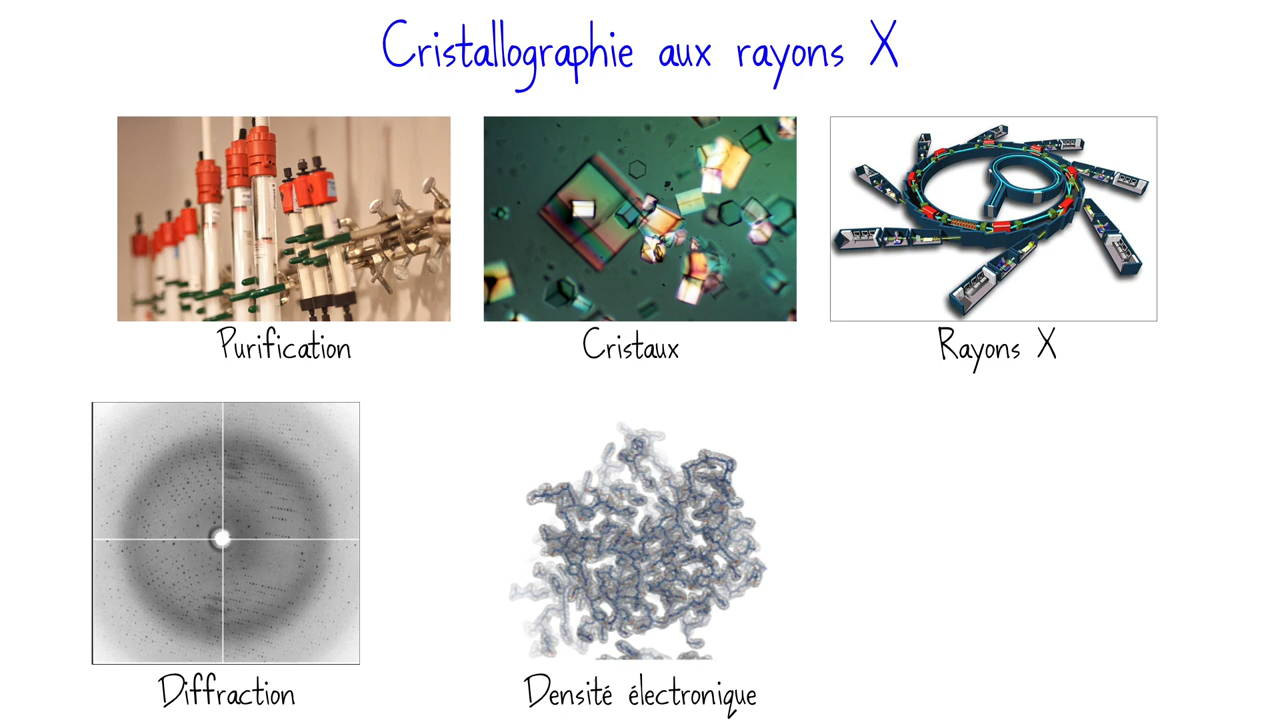 Cristallographie aux rayons X
Purification
Cristaux
Rayons X
Diffraction
Densité électronique